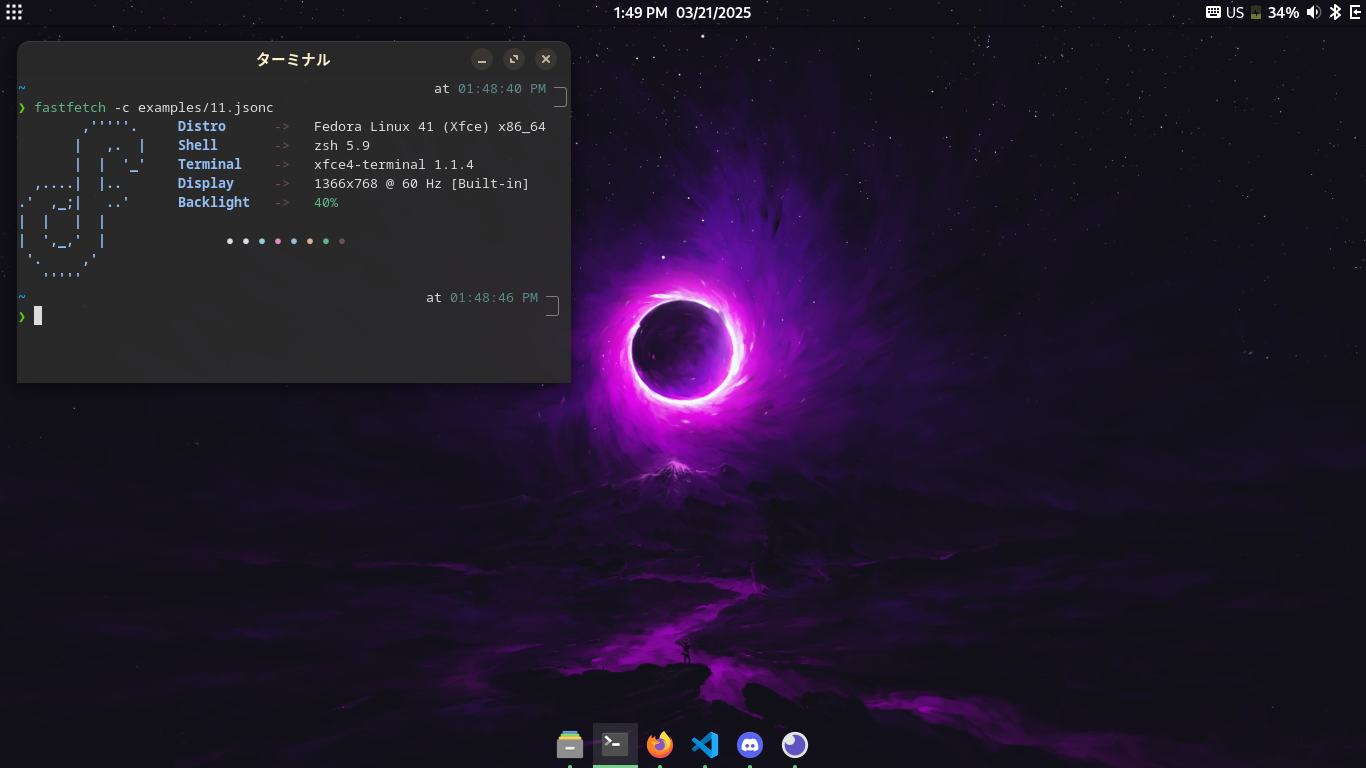 1:49 PM 03/21/2025
US 34%
ターミナル
~ at 01:48:40 PM
❯ fastfetch -c examples/11.jsonc
Distro -> Fedora Linux 41 (Xfce) x86_64
Shell -> zsh 5.9
Terminal -> xfce4-terminal 1.1.4
Display -> 1366x768 @ 60 Hz [Built-in]
Backlight -> 40%
~ at 01:48:46 PM
❯